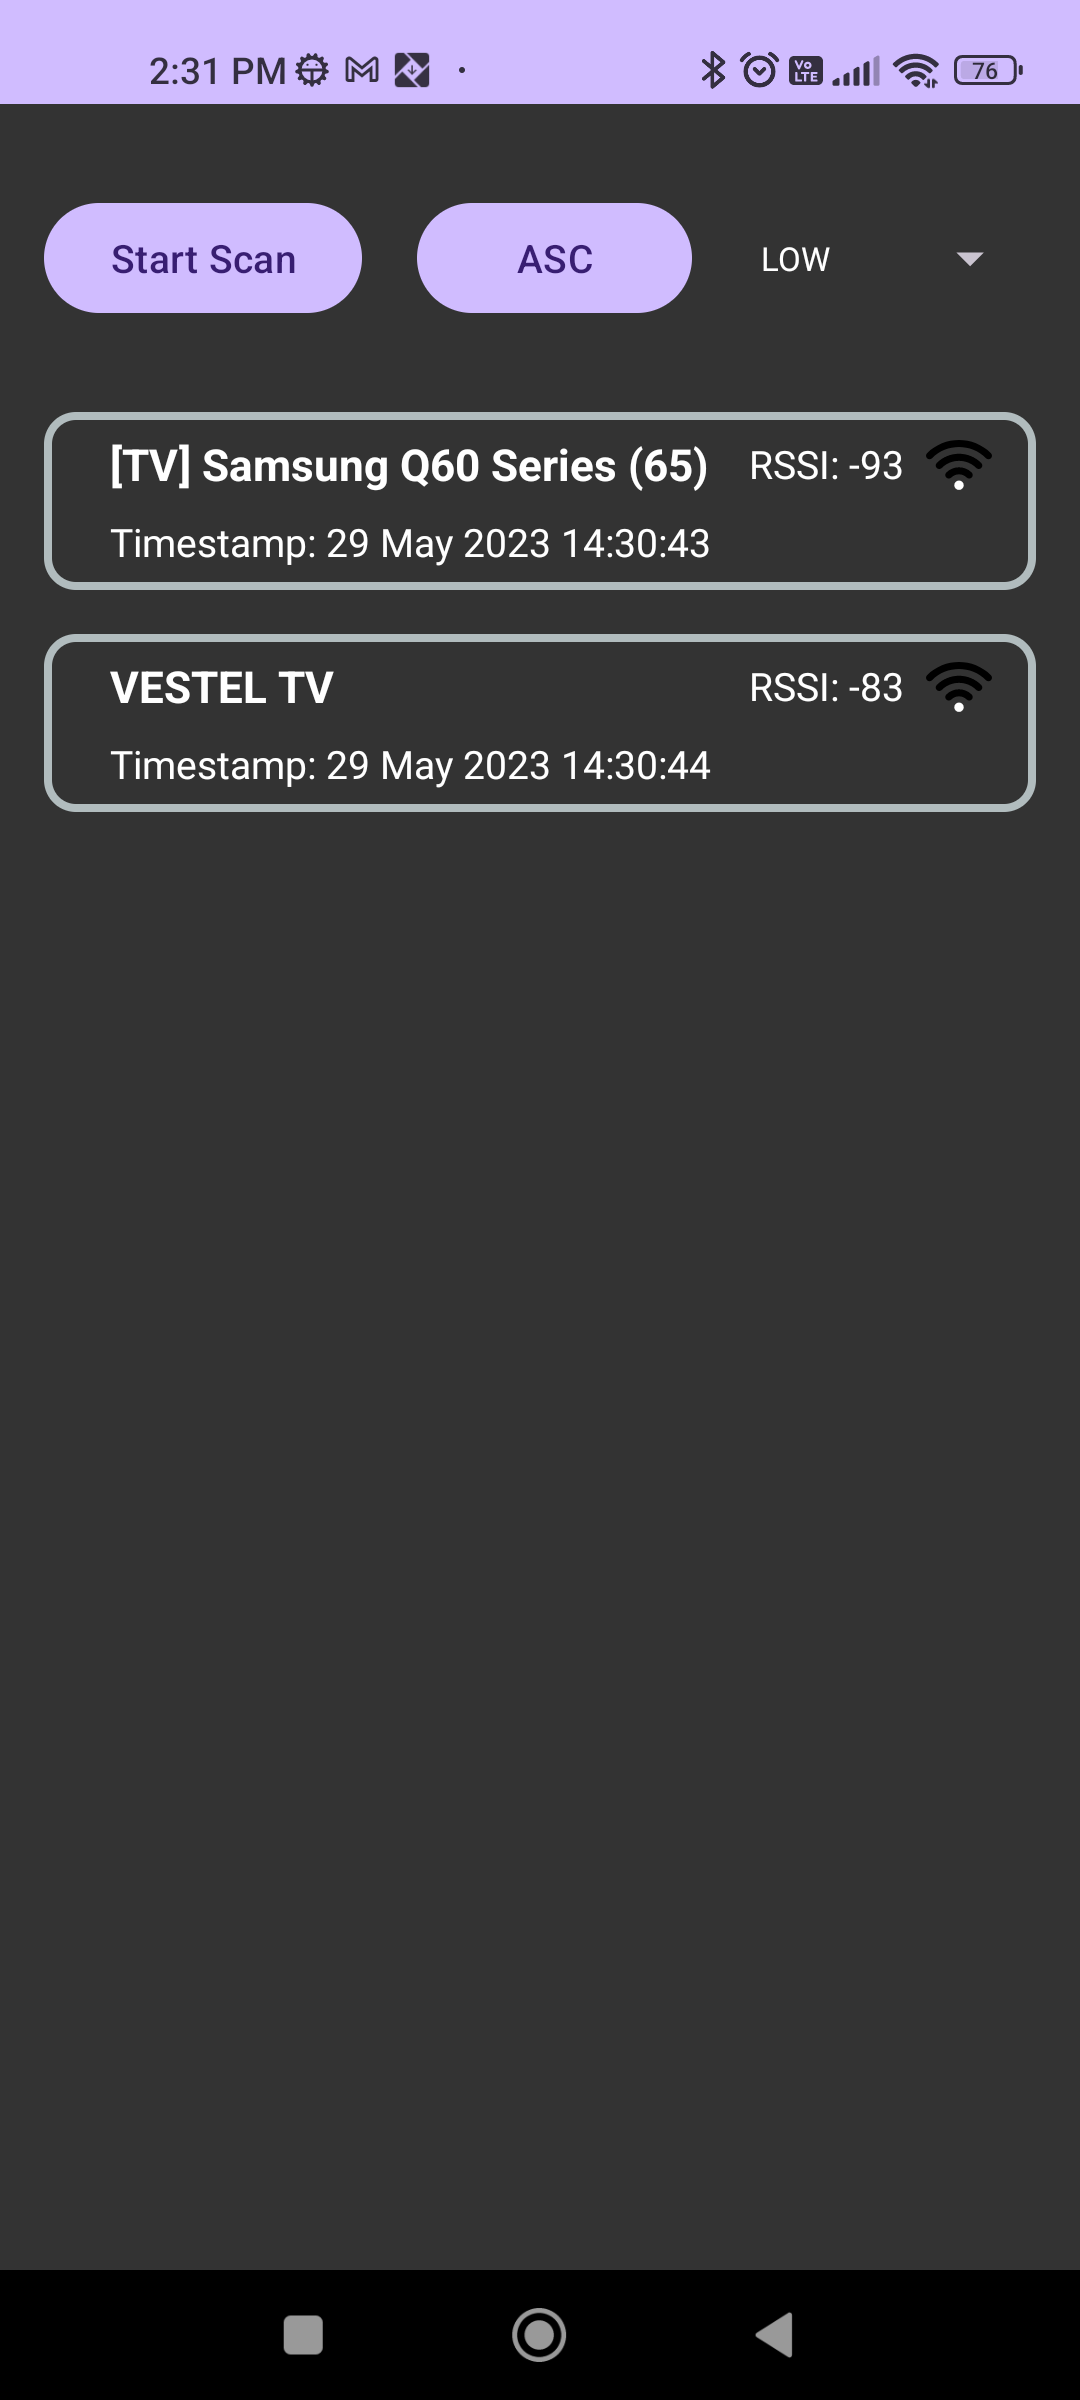 2:31 PM
Vo LTE
76
Start Scan
ASC
LOW
[TV] Samsung Q60 Series (65)
RSSI: -93
Timestamp: 29 May 2023 14:30:43
VESTEL TV
RSSI: -83
Timestamp: 29 May 2023 14:30:44